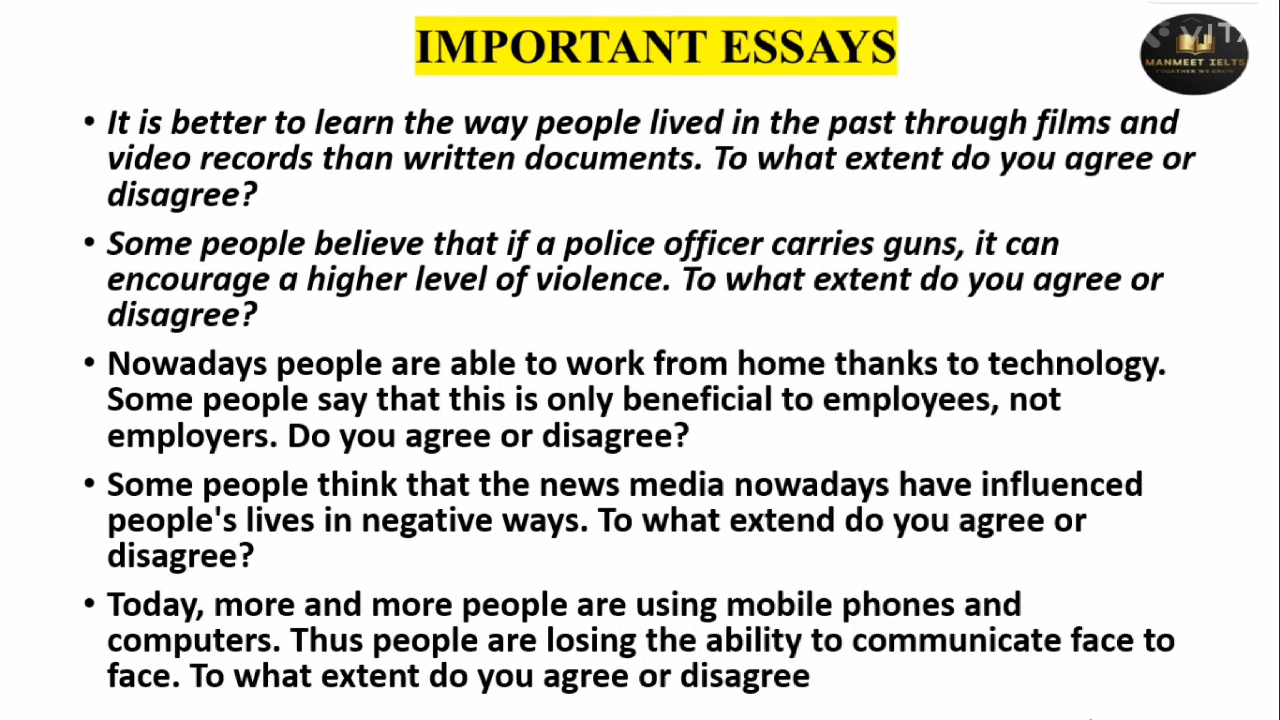 IMPORTANT ESSAYS
VITA
MANMEET IELTS
TOGETHER WE GROW
• It is better to learn the way people lived in the past through films and
video records than written documents. To what extent do you agree or
disagree?
• Some people believe that if a police officer carries guns, it can
encourage a higher level of violence. To what extent do you agree or
disagree?
• Nowadays people are able to work from home thanks to technology.
Some people say that this is only beneficial to employees, not
employers. Do you agree or disagree?
• Some people think that the news media nowadays have influenced
people's lives in negative ways. To what extend do you agree or
disagree?
• Today, more and more people are using mobile phones and
computers. Thus people are losing the ability to communicate face to
face. To what extent do you agree or disagree